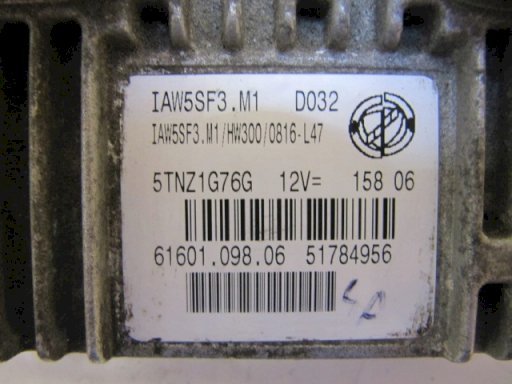 IAW5SF3.M1 D032
IAW5SF3.M1/HW300/0816-L47
5TNZ1G76G 12V= 158 06
61601.098.06 51784956